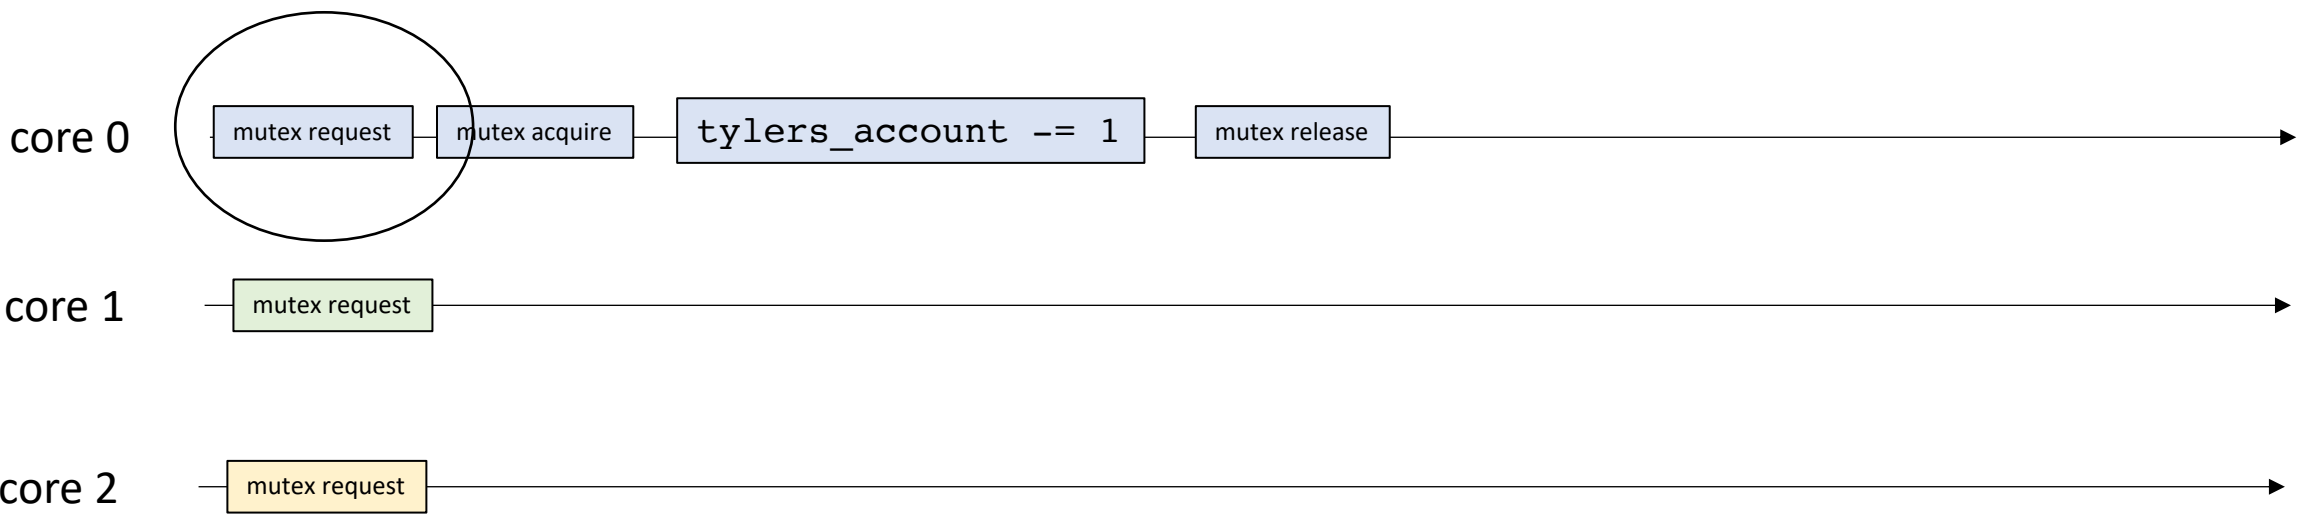 core 0 mutex request mutex acquire tylers_account -= 1 mutex release
core 1 mutex request
core 2 mutex request